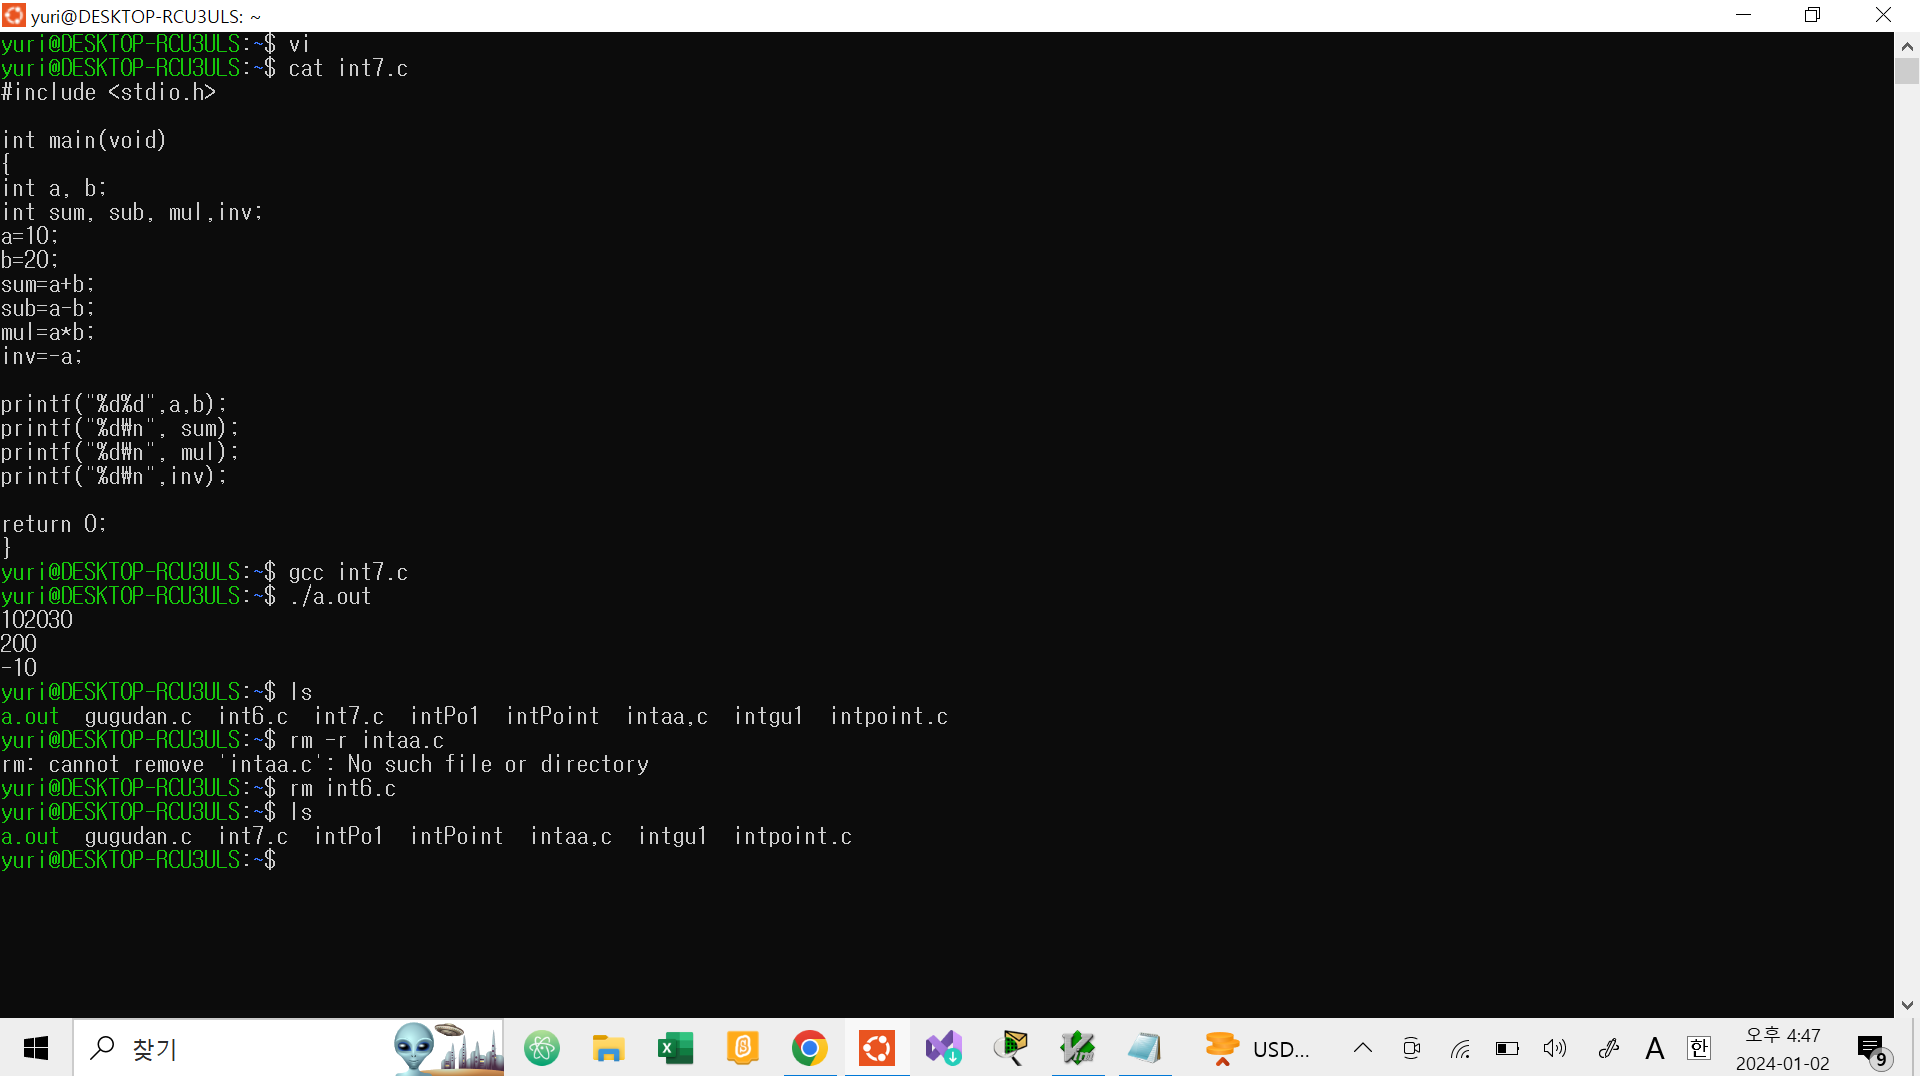 yuri@DESKTOP-RCU3ULS: ~
yuri@DESKTOP-RCU3ULS:~$ vi
yuri@DESKTOP-RCU3ULS:~$ cat int7.c
#include <stdio.h>
int main(void)
{
int a, b;
int sum, sub, mul,inv;
a=10;
b=20;
sum=a+b;
sub=a-b;
mul=a*b;
inv=-a;
printf("%d%d",a,b);
printf("%d₩n", sum);
printf("%d₩n", mul);
printf("%d₩n",inv);
return 0;
}
yuri@DESKTOP-RCU3ULS:~$ gcc int7.c
yuri@DESKTOP-RCU3ULS:~$ ./a.out
102030
200
-10
yuri@DESKTOP-RCU3ULS:~$ ls
a.out  gugudan.c  int6.c  int7.c  intPo1  intPoint  intaa,c  intgu1  intpoint.c
yuri@DESKTOP-RCU3ULS:~$ rm -r intaa.c
rm: cannot remove 'intaa.c': No such file or directory
yuri@DESKTOP-RCU3ULS:~$ rm int6.c
yuri@DESKTOP-RCU3ULS:~$ ls
a.out  gugudan.c  int7.c  intPo1  intPoint  intaa,c  intgu1  intpoint.c
yuri@DESKTOP-RCU3ULS:~$
찾기
USD...
A
한
오후 4:47
2024-01-02
9